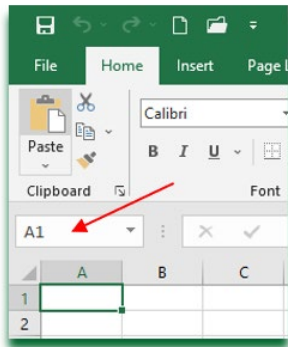 File Home Insert Page L
Calibri
Paste B I U
Clipboard Font
A1
A B C
1
2